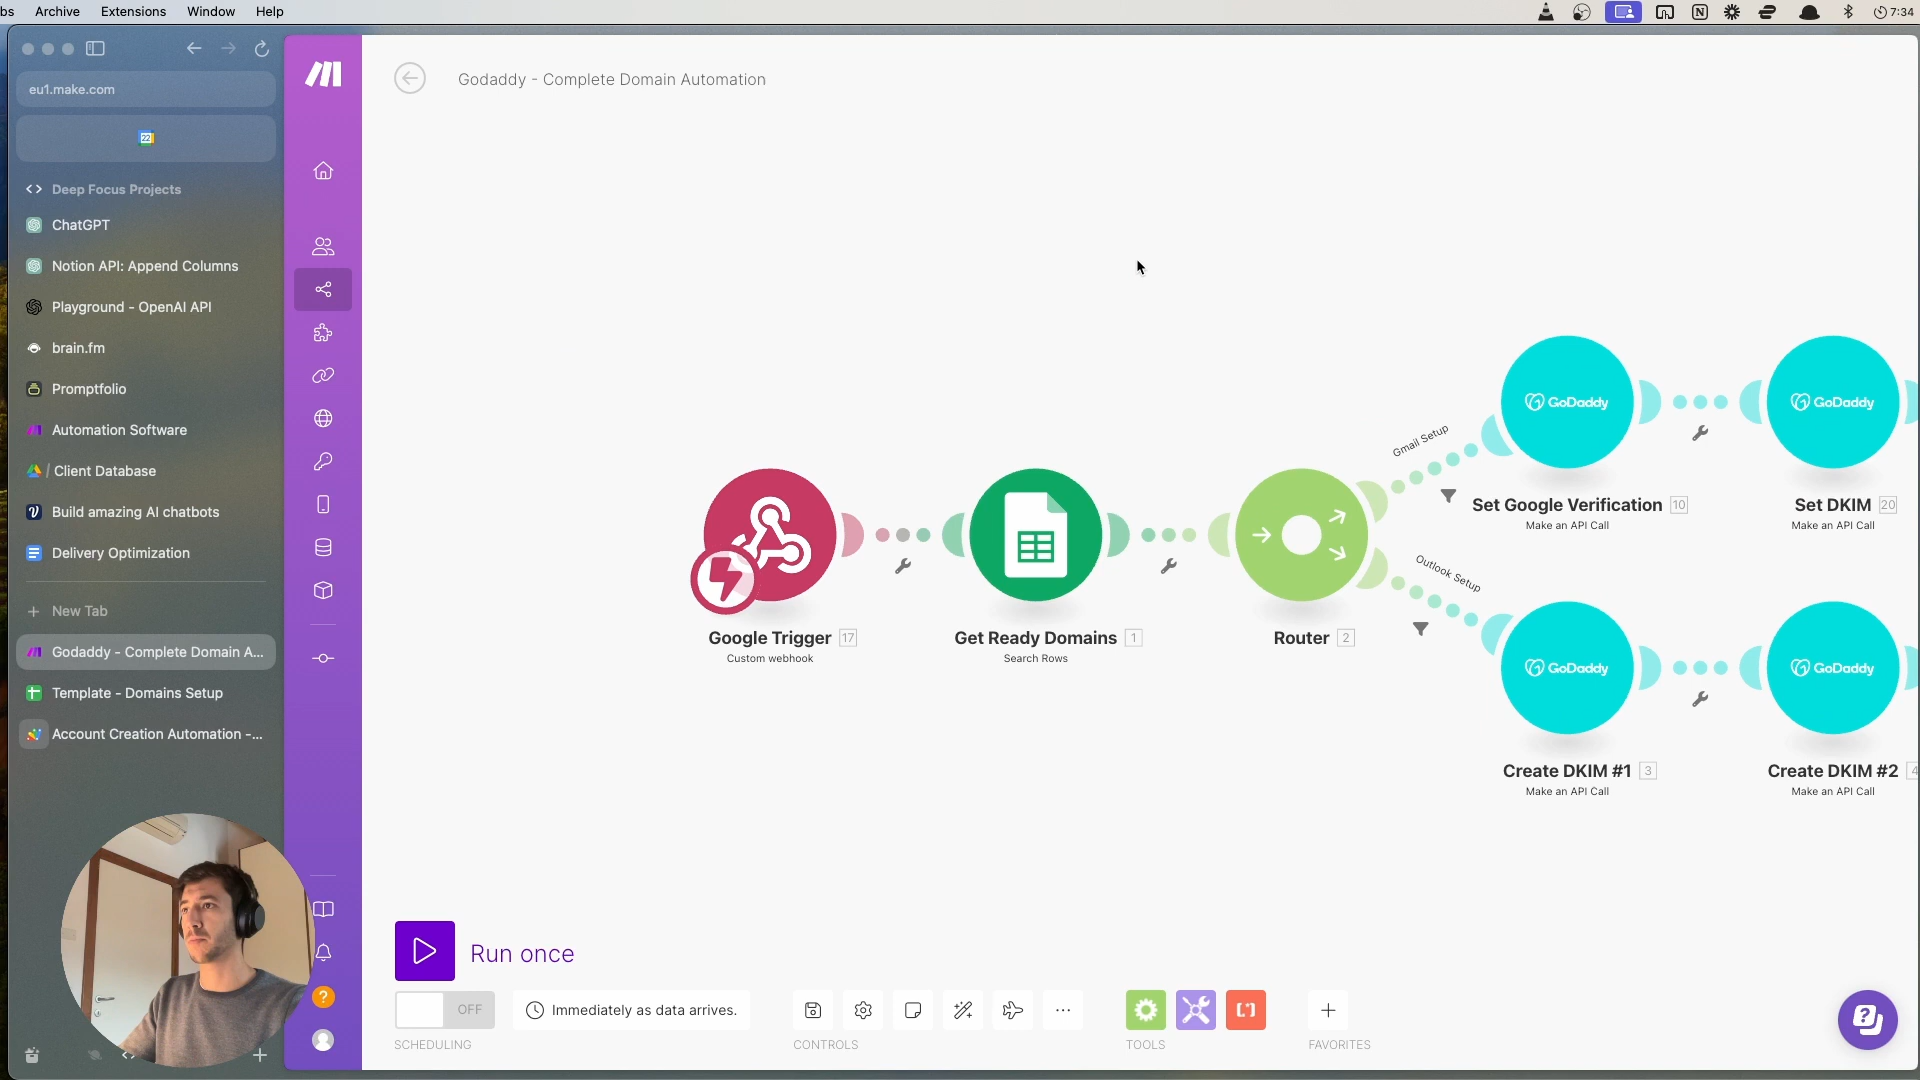 bs Archive Extensions Window Help
7:34
eu1.make.com
22
Deep Focus Projects
ChatGPT
Notion API: Append Columns
Playground - OpenAI API
brain.fm
Promptfolio
Automation Software
/ Client Database
Build amazing AI chatbots
Delivery Optimization
+ New Tab
Godaddy - Complete Domain A...
Template - Domains Setup
Account Creation Automation -...
Godaddy - Complete Domain Automation
Gmail Setup
Outlook Setup
GoDaddy
GoDaddy
Set Google Verification 10
Make an API Call
Set DKIM 20
Make an API Call
Google Trigger 17
Custom webhook
Get Ready Domains 1
Search Rows
Router 2
GoDaddy
GoDaddy
Create DKIM #1 3
Make an API Call
Create DKIM #2 4
Make an API Call
Run once
OFF
Immediately as data arrives.
SCHEDULING
CONTROLS
TOOLS
FAVORITES